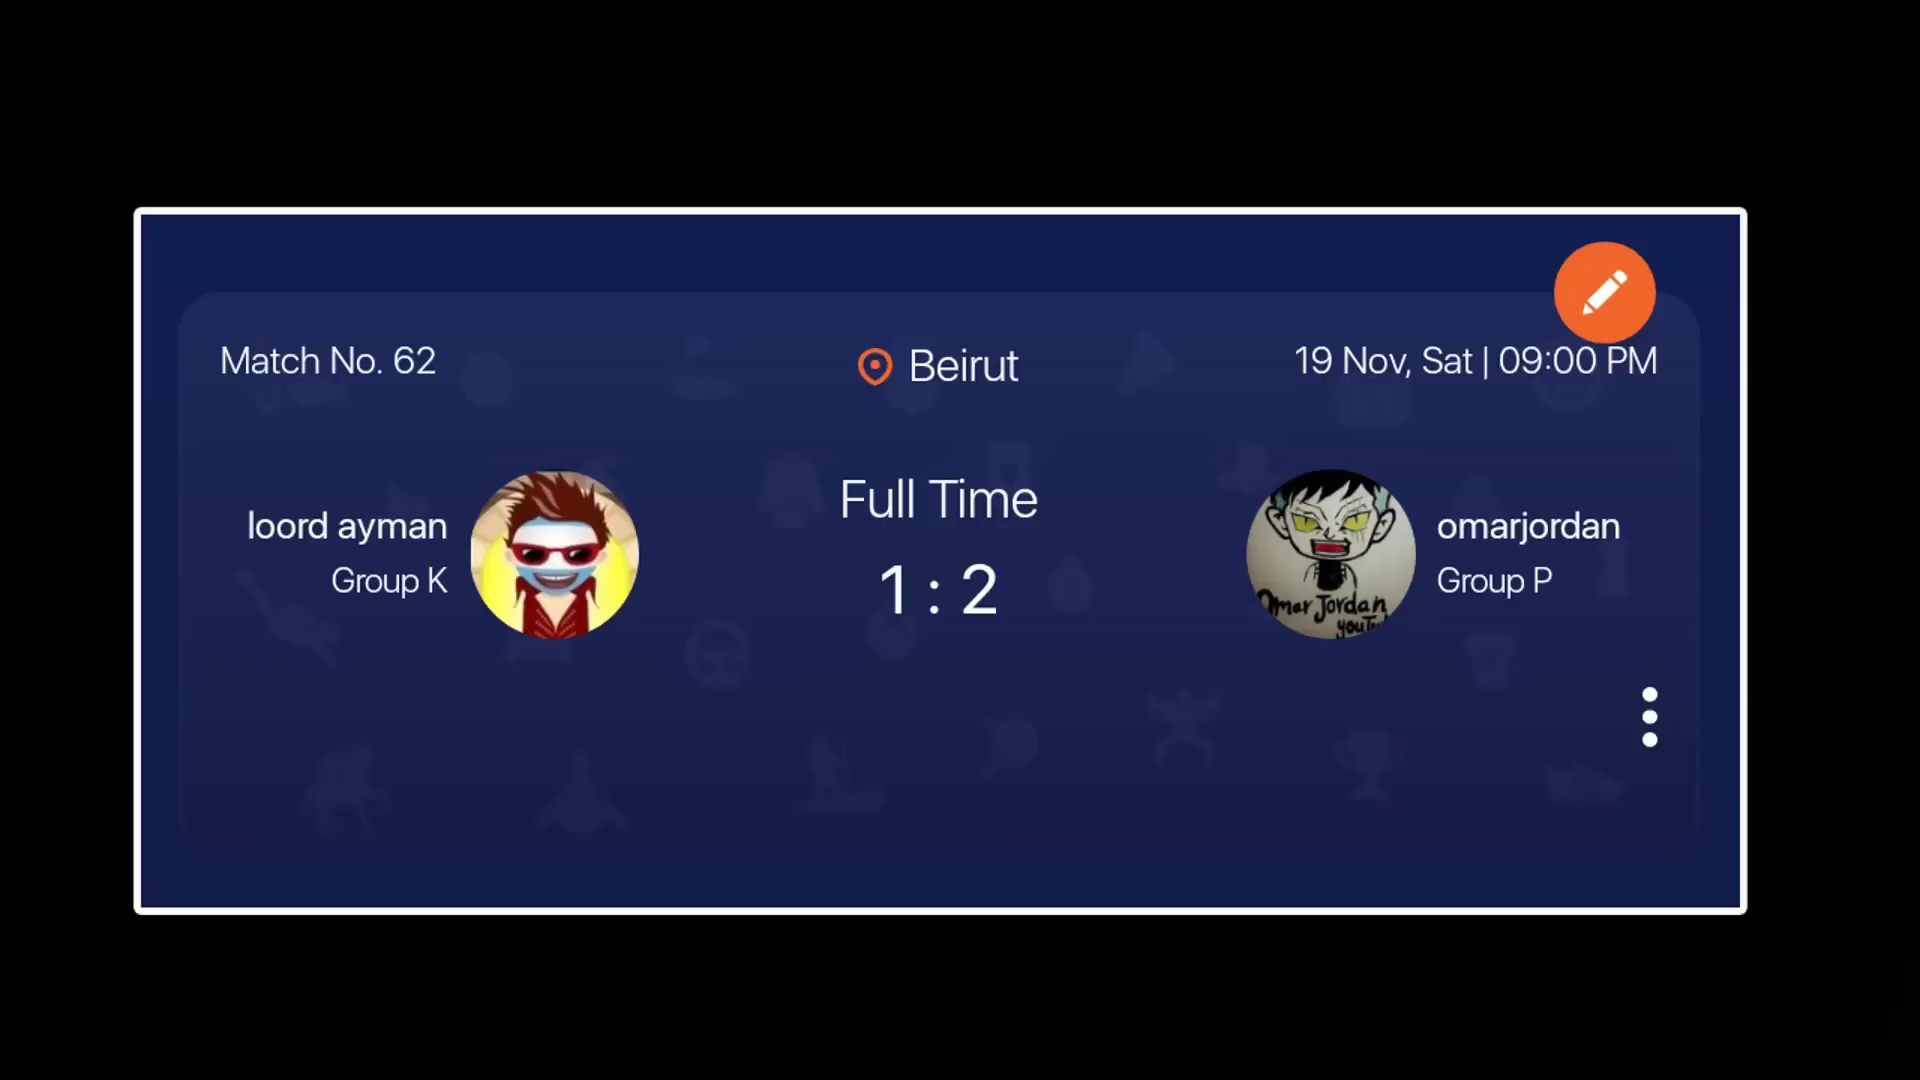 Match No. 62
Beirut
19 Nov, Sat | 09:00 PM
loord ayman
Group K
Full Time
1 : 2
omarjordan
Group P
Omar Jordan